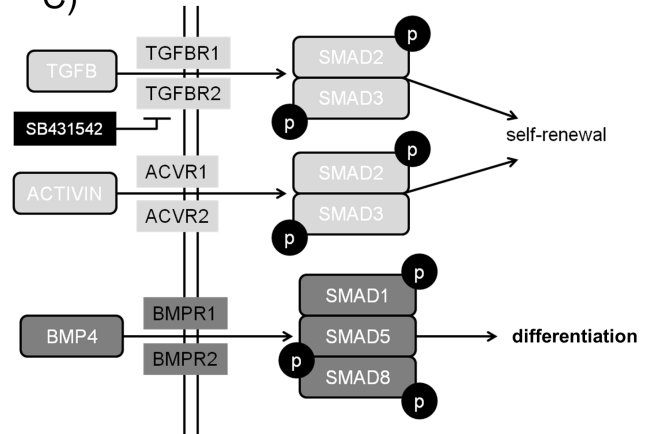 C)
TGFBR1
p
TGFB
SMAD2
TGFBR2
SMAD3
p
SB431542
self-renewal
p
ACVR1
SMAD2
ACTIVIN
ACVR2
SMAD3
p
p
BMPR1
SMAD1
BMP4
SMAD5
differentiation
BMPR2
p
SMAD8
p